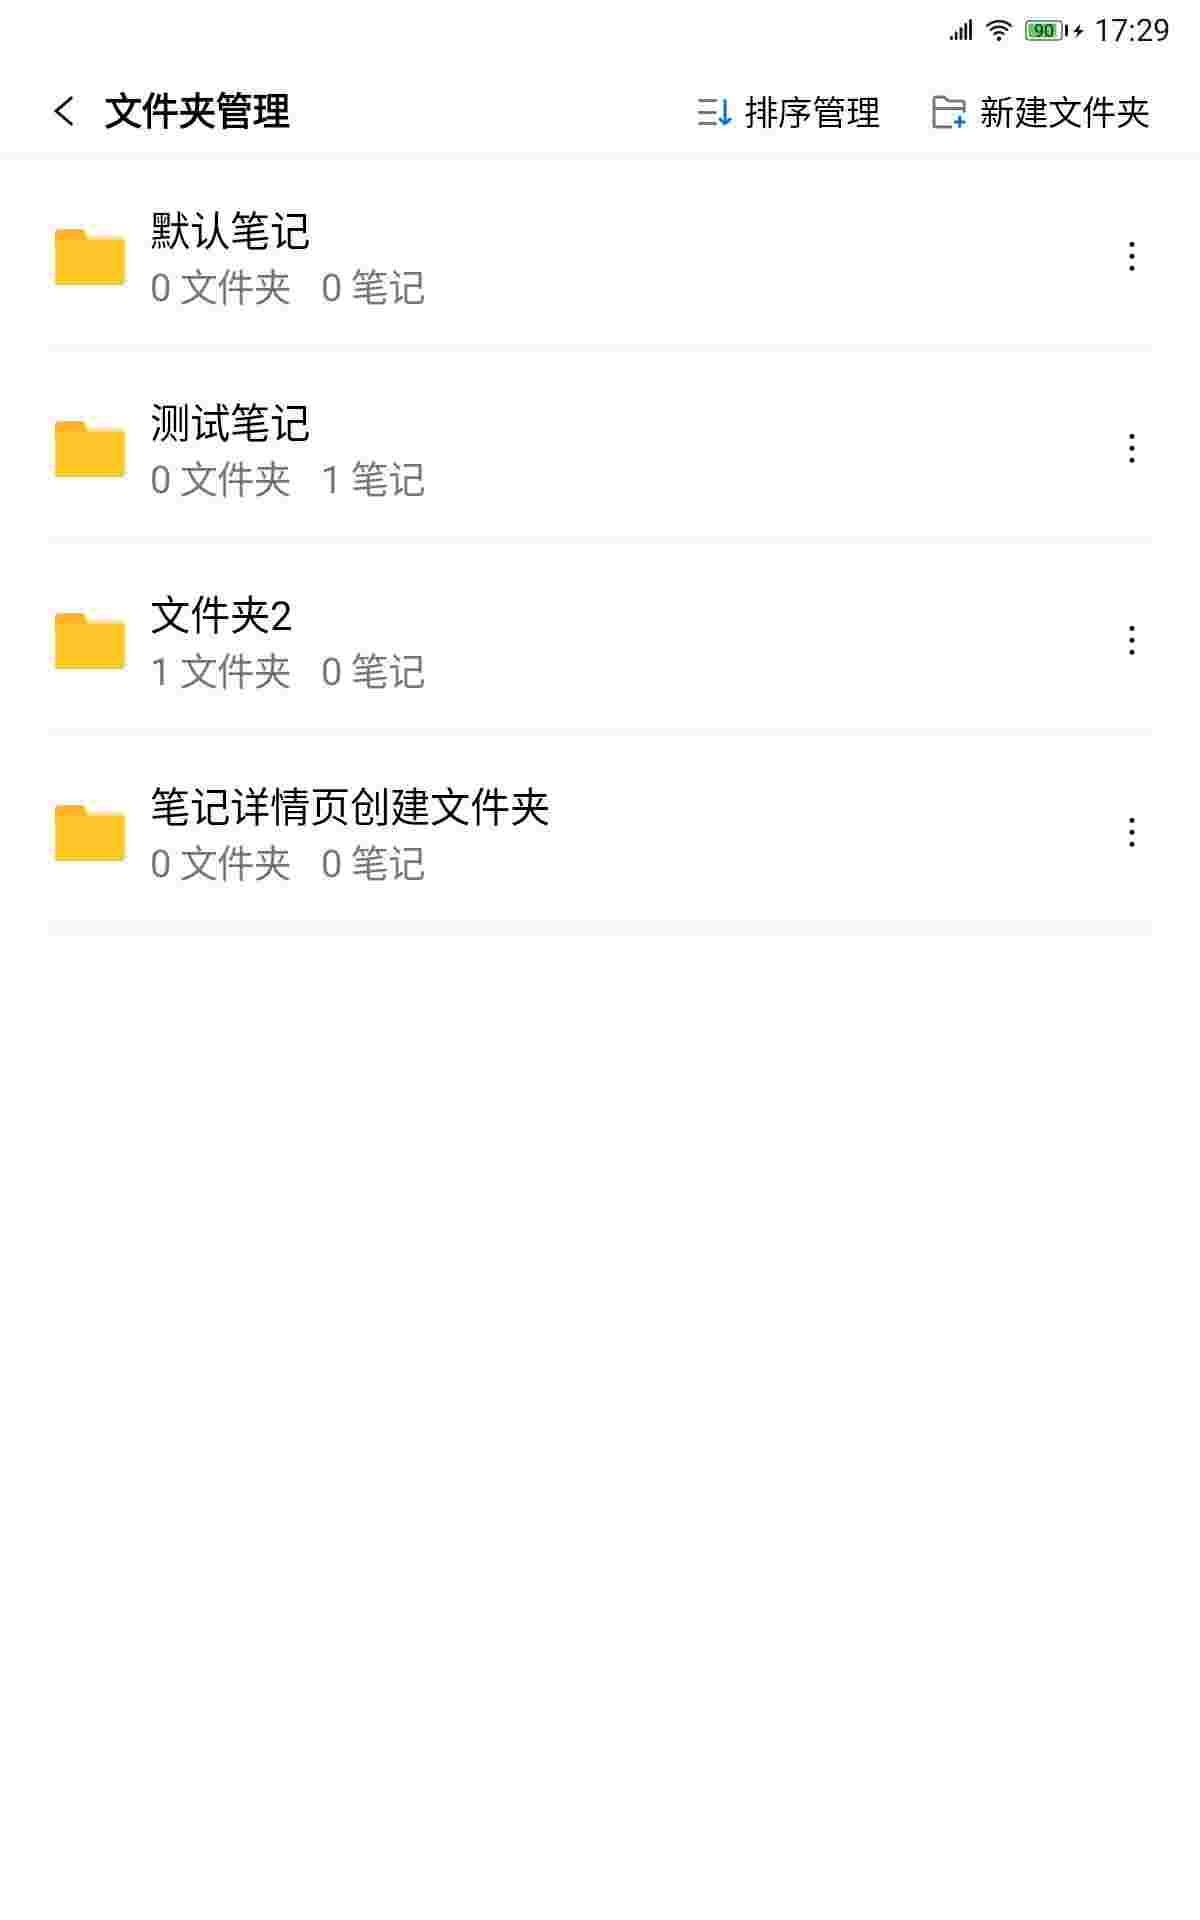 90 17:29
文件夹管理 排序管理 新建文件夹
默认笔记
0 文件夹 0 笔记
测试笔记
0 文件夹 1 笔记
文件夹2
1 文件夹 0 笔记
笔记详情页创建文件夹
0 文件夹 0 笔记